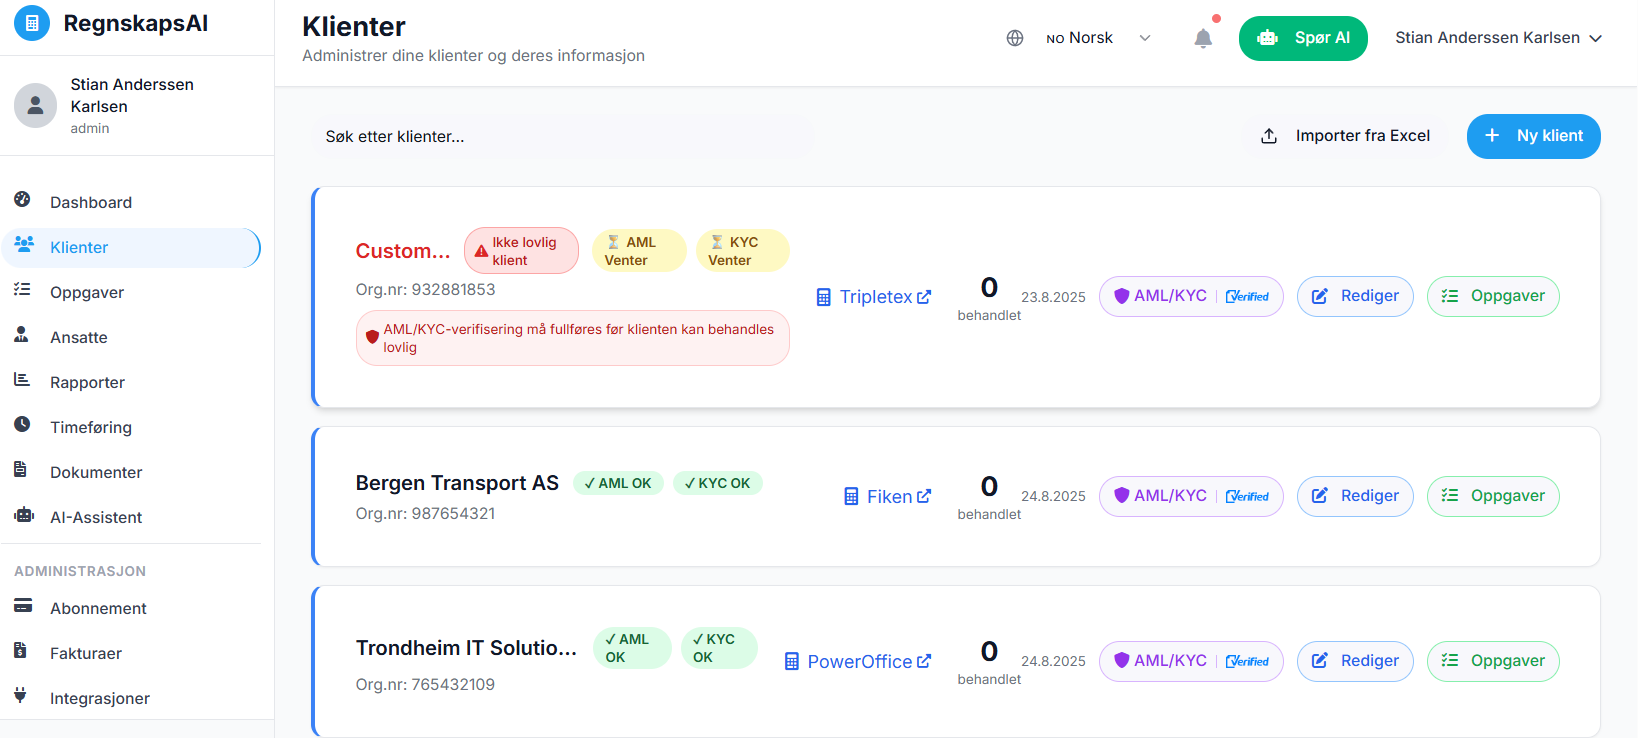 RegnskapsAI
Stian Anderssen
Karlsen
admin
Dashboard
Klienter
Oppgaver
Ansatte
Rapporter
Timeføring
Dokumenter
AI-Assistent
ADMINISTRASJON
Abonnement
Fakturaer
Integrasjoner
Klienter
Administrer dine klienter og deres informasjon
NO Norsk
Spør AI
Stian Anderssen Karlsen
Søk etter klienter...
Importer fra Excel
+ Ny klient
Custom...
Ikke lovlig
klient
⏳ AML
Venter
⏳ KYC
Venter
Org.nr: 932881853
AML/KYC-verifisering må fullføres før klienten kan behandles
lovlig
Tripletex
0
behandlet
23.8.2025
AML/KYC | Verified
Rediger
Oppgaver
Bergen Transport AS
✓ AML OK
✓ KYC OK
Org.nr: 987654321
Fiken
0
behandlet
24.8.2025
AML/KYC | Verified
Rediger
Oppgaver
Trondheim IT Solutio...
✓ AML
OK
✓ KYC
OK
Org.nr: 765432109
PowerOffice
0
behandlet
24.8.2025
AML/KYC | Verified
Rediger
Oppgaver